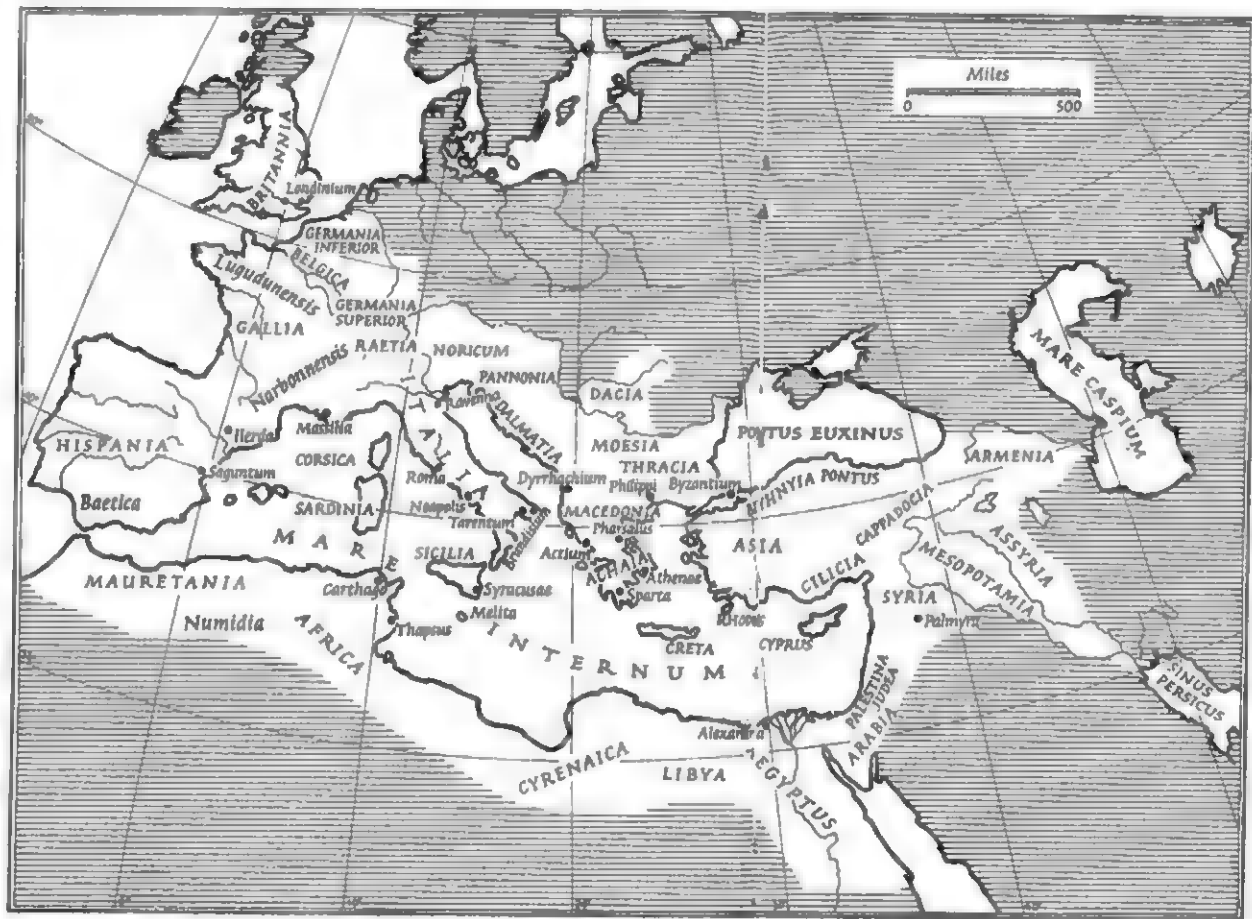 Miles
0 500
BRITANNIA
Londinium
GERMANIA
INFERIOR
BELGICA
Lugudunensis
GERMANIA
SUPERIOR
GALLIA
RAETIA
NORICUM
Narbonnensis
PANNONIA
DACIA
MARE CASPIUM
ITALIA
Ravenna
DALMATIA
Ilerda
Massilia
MOESIA
PONTUS EUXINUS
HISPANIA
CORSICA
THRACIA
ARMENIA
Saguntum
Roma
Dyrrhachium
Philippi
Byzantium
BITHNYIA
PONTUS
Baetica
SARDINIA
Neapolis
Tarentum
Brundisium
MACEDONIA
Pharsalus
CAPPADOCIA
ASSYRIA
MARE
SICILIA
Actium
ASIA
MESOPOTAMIA
ACHAIA
Athenae
CILICIA
MAURETANIA
Carthago
Syracusae
Sparta
SYRIA
Numidia
Melita
Rhodes
Palmyra
AFRICA
Thapsus
CRETA
CYPRUS
INTERNUM
PALESTINA
JUDEA
SINUS
PERSICUS
ARABIA
Alexandria
CYRENAICA
LIBYA
AEGYPTUS